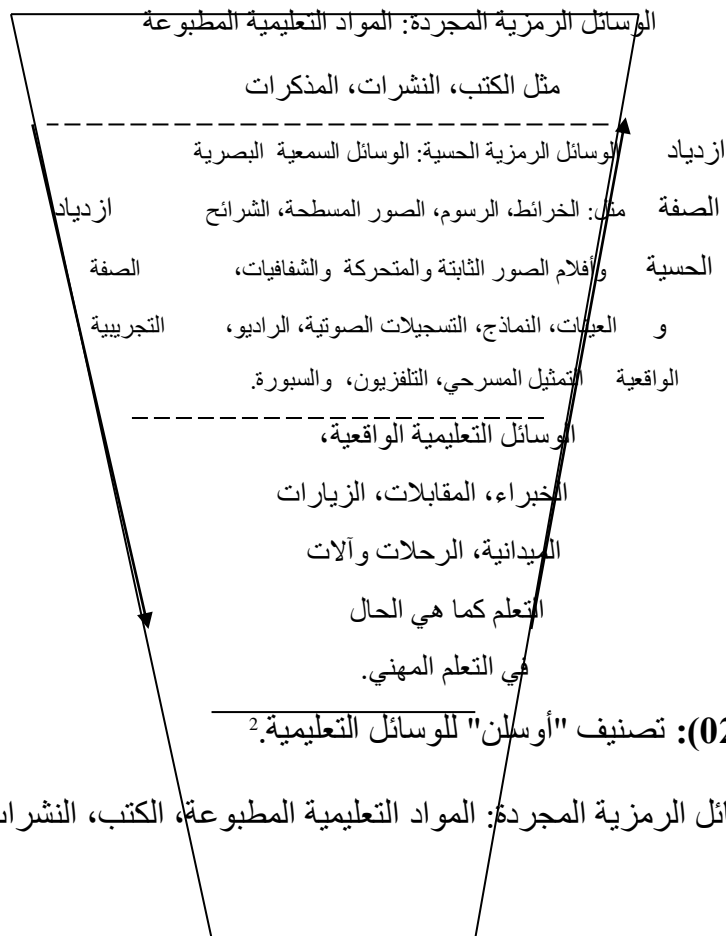 الوسائل الرمزية المجردة: المواد التعليمية المطبوعة
مثل الكتب، النشرات، المذكرات
ازدياد الوسائل الرمزية الحسية: الوسائل السمعية البصرية
الصفة مثل: الخرائط، الرسوم، الصور المسطحة، الشرائح ازدياد
الحسية وأفلام الصور الثابتة والمتحركة والشفافيات، الصفة
و العينات، النماذج، التسجيلات الصوتية، الراديو، التجريبية
الواقعية التمثيل المسرحي، التلفزيون، والسبورة.
الوسائل التعليمية الواقعية،
الخبراء، المقابلات، الزيارات
الميدانية، الرحلات وآلات
التعلم كما هي الحال
في التعلم المهني.
02): تصنيف "أوسلن" للوسائل التعليمية.2
الرمزية المجردة: المواد التعليمية المطبوعة، الكتب،